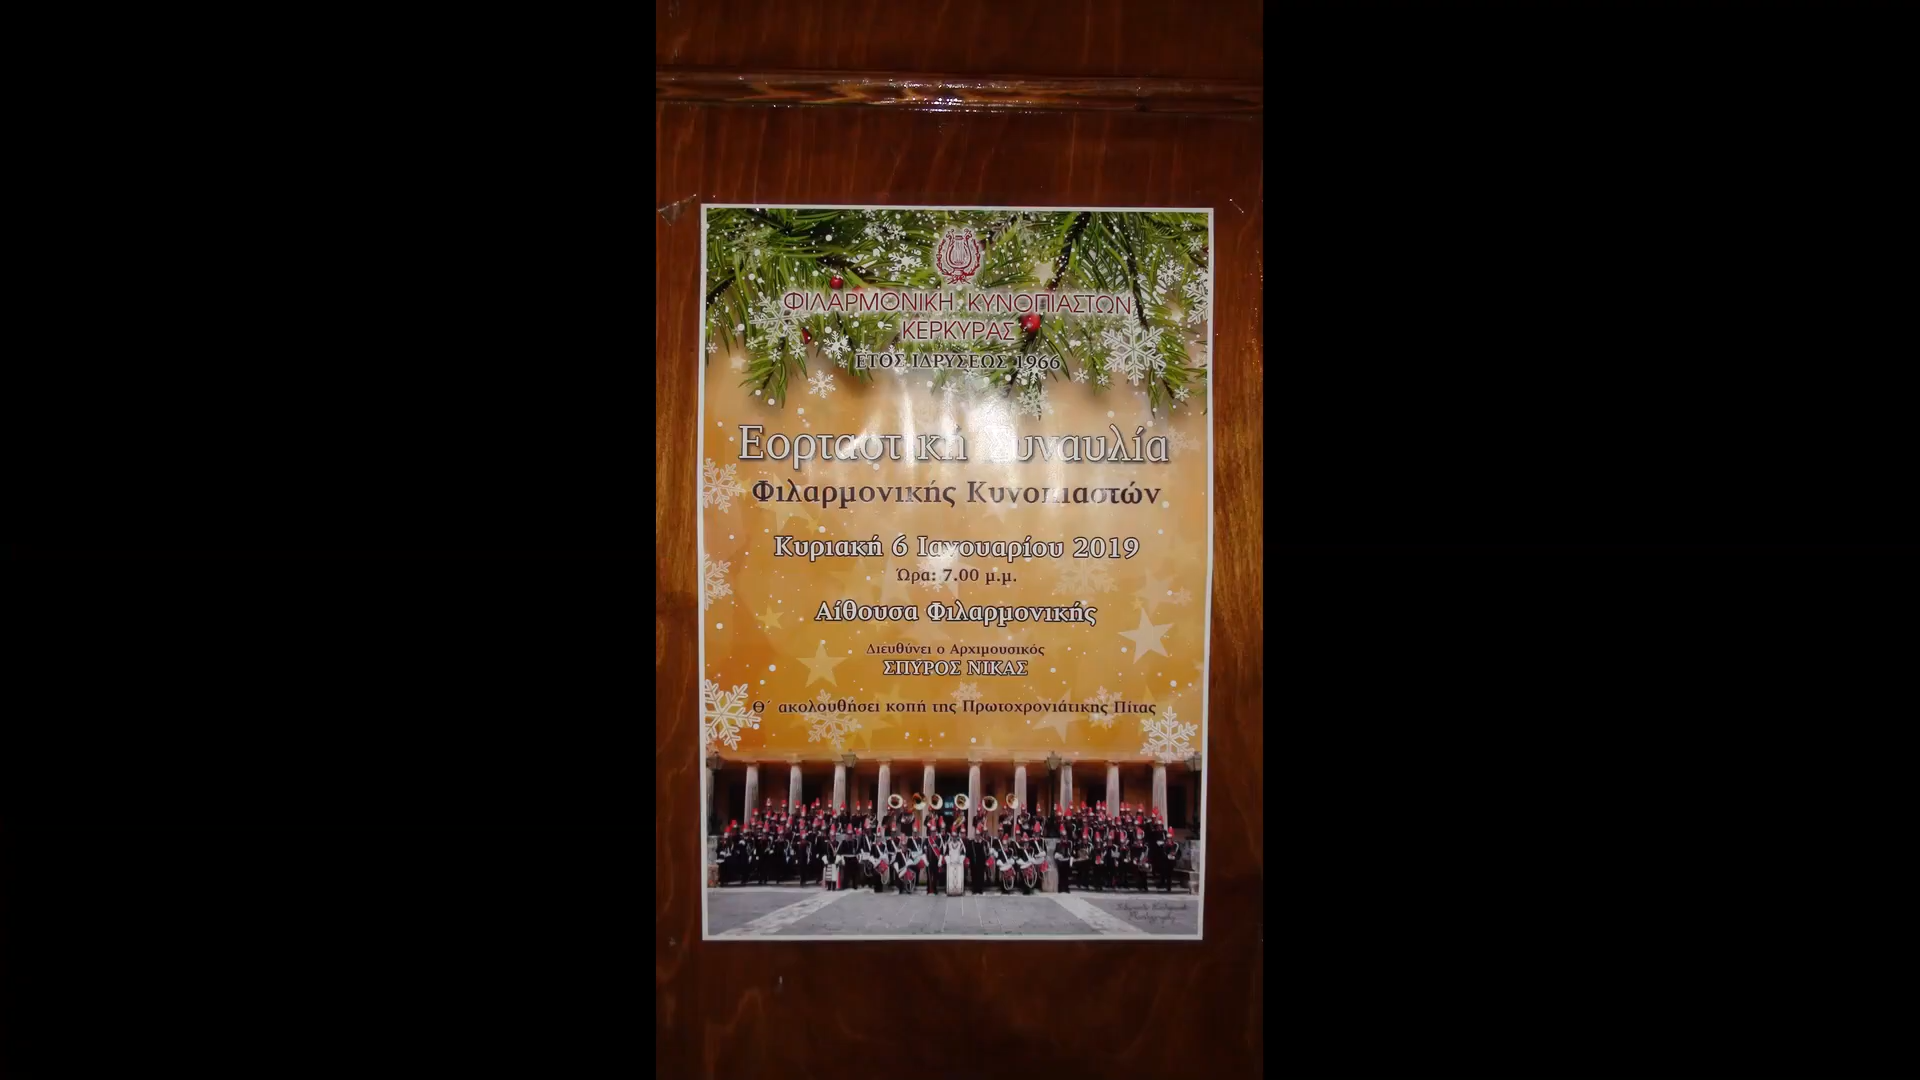 ΦΙΛΑΡΜΟΝΙΚΗ ΚΥΝΟΠΙΑΣΤΩΝ
ΚΕΡΚΥΡΑΣ
ΕΤΟΣ ΙΔΡΥΣΕΩΣ 1966
Εορταστική Συναυλία
Φιλαρμονικής Κυνοπιαστών
Κυριακή 6 Ιανουαρίου 2019
Ώρα: 7.00 μ.μ.
Αίθουσα Φιλαρμονικής
Διευθύνει ο Αρχιμουσικός
ΣΠΥΡΟΣ ΝΙΚΑΣ
Θ΄ ακολουθήσει κοπή της Πρωτοχρονιάτικης Πίτας